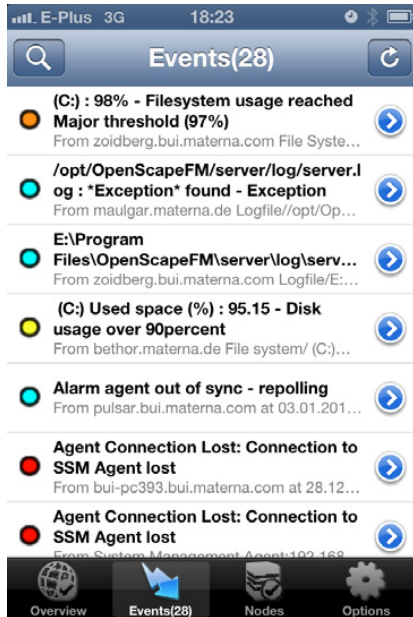 E-Plus 3G 18:23
Events(28)
(C:) : 98% - Filesystem usage reached
Major threshold (97%)
From zoidberg.bui.materna.com File Syste...
/opt/OpenScapeFM/server/log/server.l
og : *Exception* found - Exception
From maulgar.materna.de Logfile//opt/Op...
E:\Program
Files\OpenScapeFM\server\log\serv...
From zoidberg.bui.materna.com Logfile/E:...
(C:) Used space (%) : 95.15 - Disk
usage over 90percent
From bethor.materna.de File system/ (C:)...
Alarm agent out of sync - repolling
From pulsar.bui.materna.com at 03.01.201...
Agent Connection Lost: Connection to
SSM Agent lost
From bui-pc393.bui.materna.com at 28.12...
Agent Connection Lost: Connection to
SSM Agent lost
From System Management Agent:192.168
Overview Events(28) Nodes Options